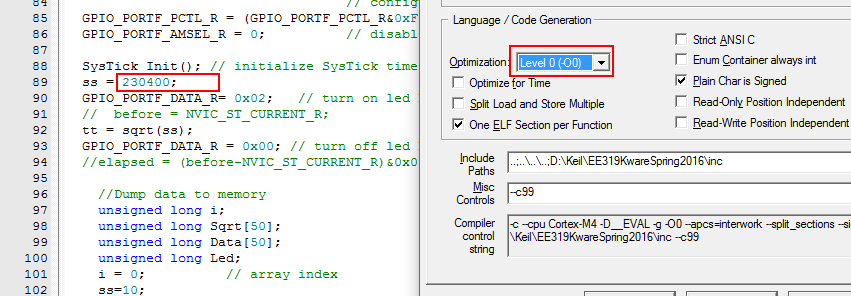 84 // config
85 GPIO_PORTF_PCTL_R = (GPIO_PORTF_PCTL_R&0xF
86 GPIO_PORTF_AMSEL_R = 0; // disabl
87
88 SysTick_Init(); // initialize SysTick time
89 ss = 230400;
90 GPIO_PORTF_DATA_R= 0x02; // turn on led
91 // before = NVIC_ST_CURRENT_R;
92 tt = sqrt(ss);
93 GPIO_PORTF_DATA_R = 0x00; // turn off led
94 //elapsed = (before-NVIC_ST_CURRENT_R)&0x0
95
96 //Dump data to memory
97 unsigned long i;
98 unsigned long Sqrt[50];
99 unsigned long Data[50];
100 unsigned long Led;
101 i = 0; // array index
102 ss=10;
Language / Code Generation
Optimization: Level 0 (-O0)
Optimize for Time
Split Load and Store Multiple
One ELF Section per Function
Strict ANSI C
Enum Container always int
Plain Char is Signed
Read-Only Position Independent
Read-Write Position Independent
Include
Paths
..;..\..\..;D:\Keil\EE319KwareSpring2016\inc
Misc
Controls
--c99
Compiler
control
string
-c --cpu Cortex-M4 -D__EVAL -g -O0 --apcs=interwork --split_sections --si
\Keil\EE319KwareSpring2016\inc --c99